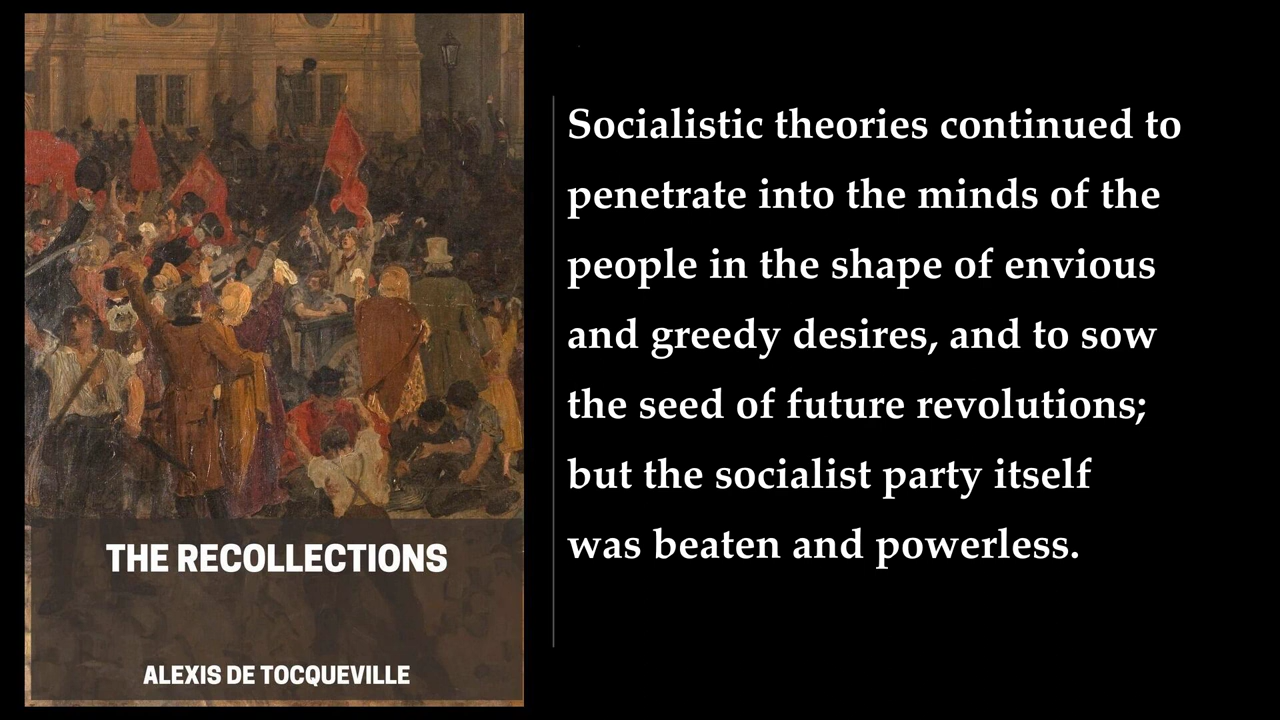 THE RECOLLECTIONS
ALEXIS DE TOCQUEVILLE
Socialistic theories continued to
penetrate into the minds of the
people in the shape of envious
and greedy desires, and to sow
the seed of future revolutions;
but the socialist party itself
was beaten and powerless.